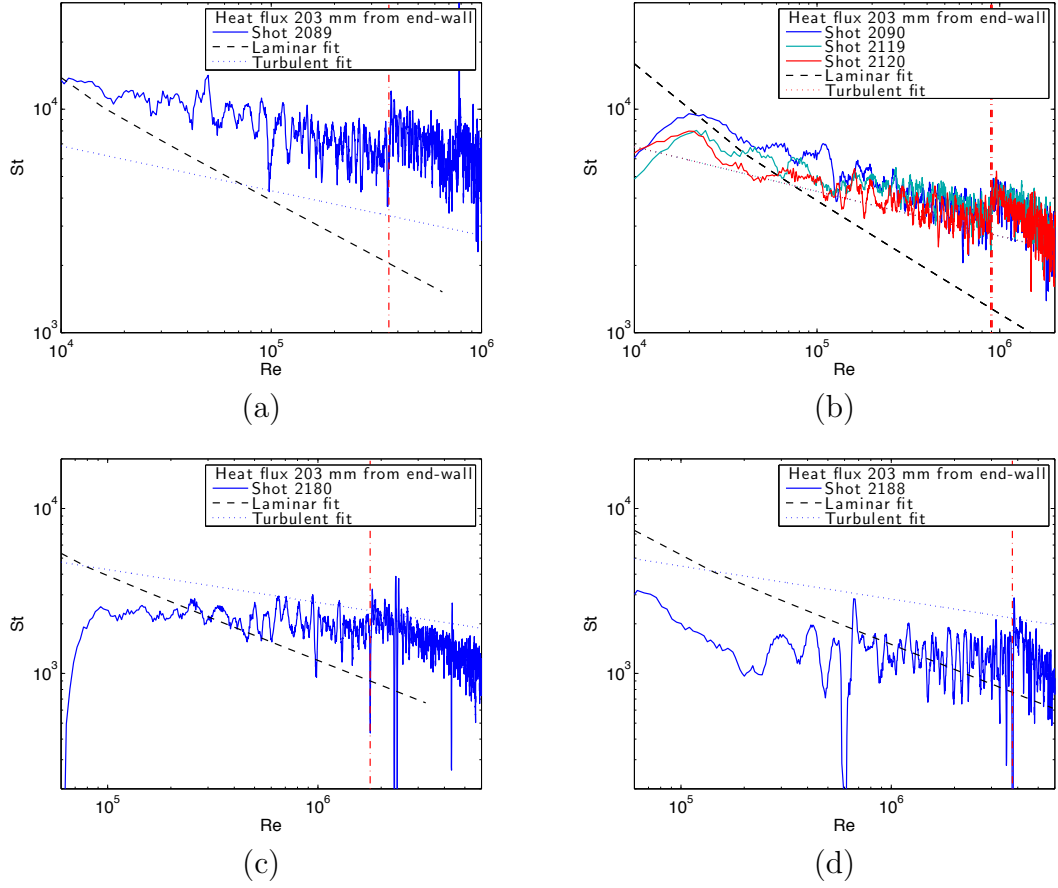 Heat flux 203 mm from end-wall
Shot 2089
Laminar fit
Turbulent fit
10^4
10^3
St
10^4
10^5
10^6
Re
(a)
Heat flux 203 mm from end-wall
Shot 2090
Shot 2119
Shot 2120
Laminar fit
Turbulent fit
10^4
10^3
St
10^4
10^5
10^6
Re
(b)
Heat flux 203 mm from end-wall
Shot 2180
Laminar fit
Turbulent fit
10^4
10^3
St
10^5
10^6
Re
(c)
Heat flux 203 mm from end-wall
Shot 2188
Laminar fit
Turbulent fit
10^4
10^3
St
10^5
10^6
Re
(d)